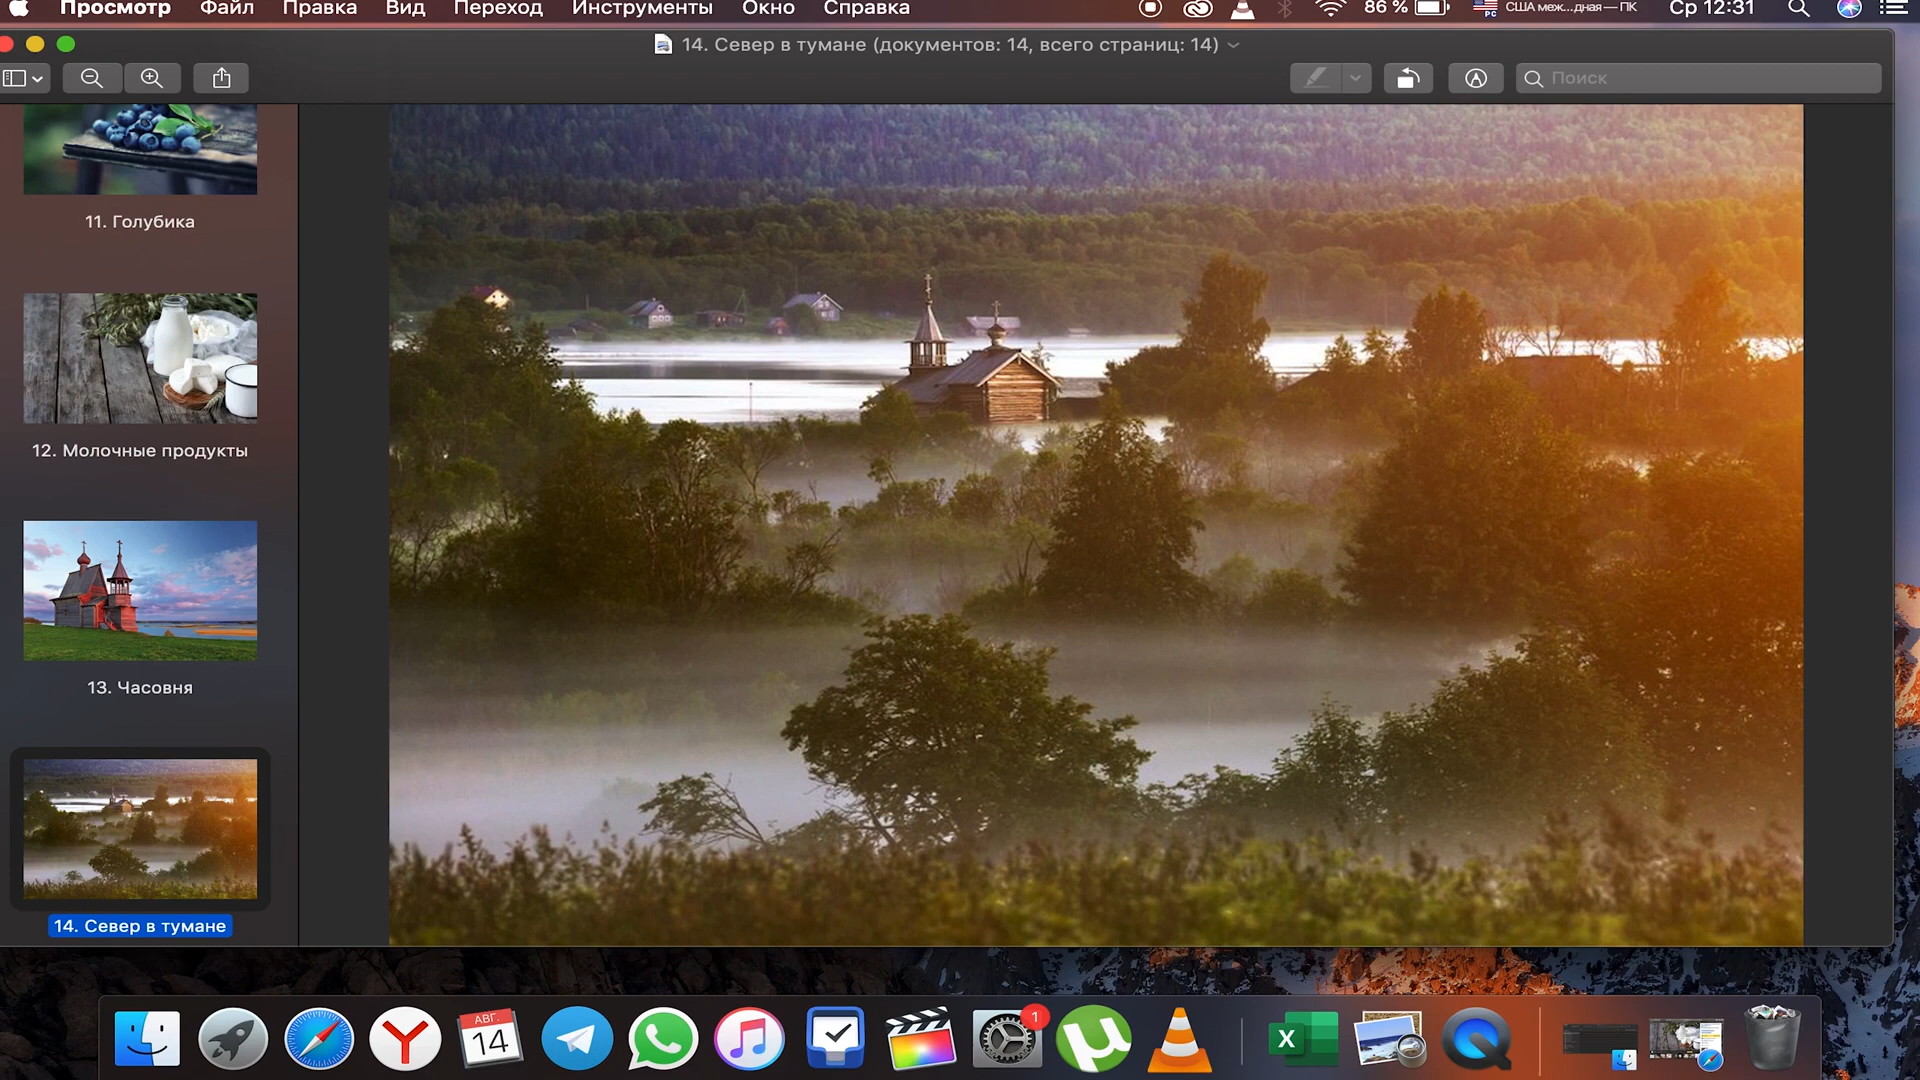 Просмотр Файл Правка Вид Переход Инструменты Окно Справка 86 % США меж...дная — ПК Ср 12:31
14. Север в тумане (документов: 14, всего страниц: 14)
Поиск
11. Голубика
12. Молочные продукты
13. Часовня
14. Север в тумане
АВГ.
14
1
X